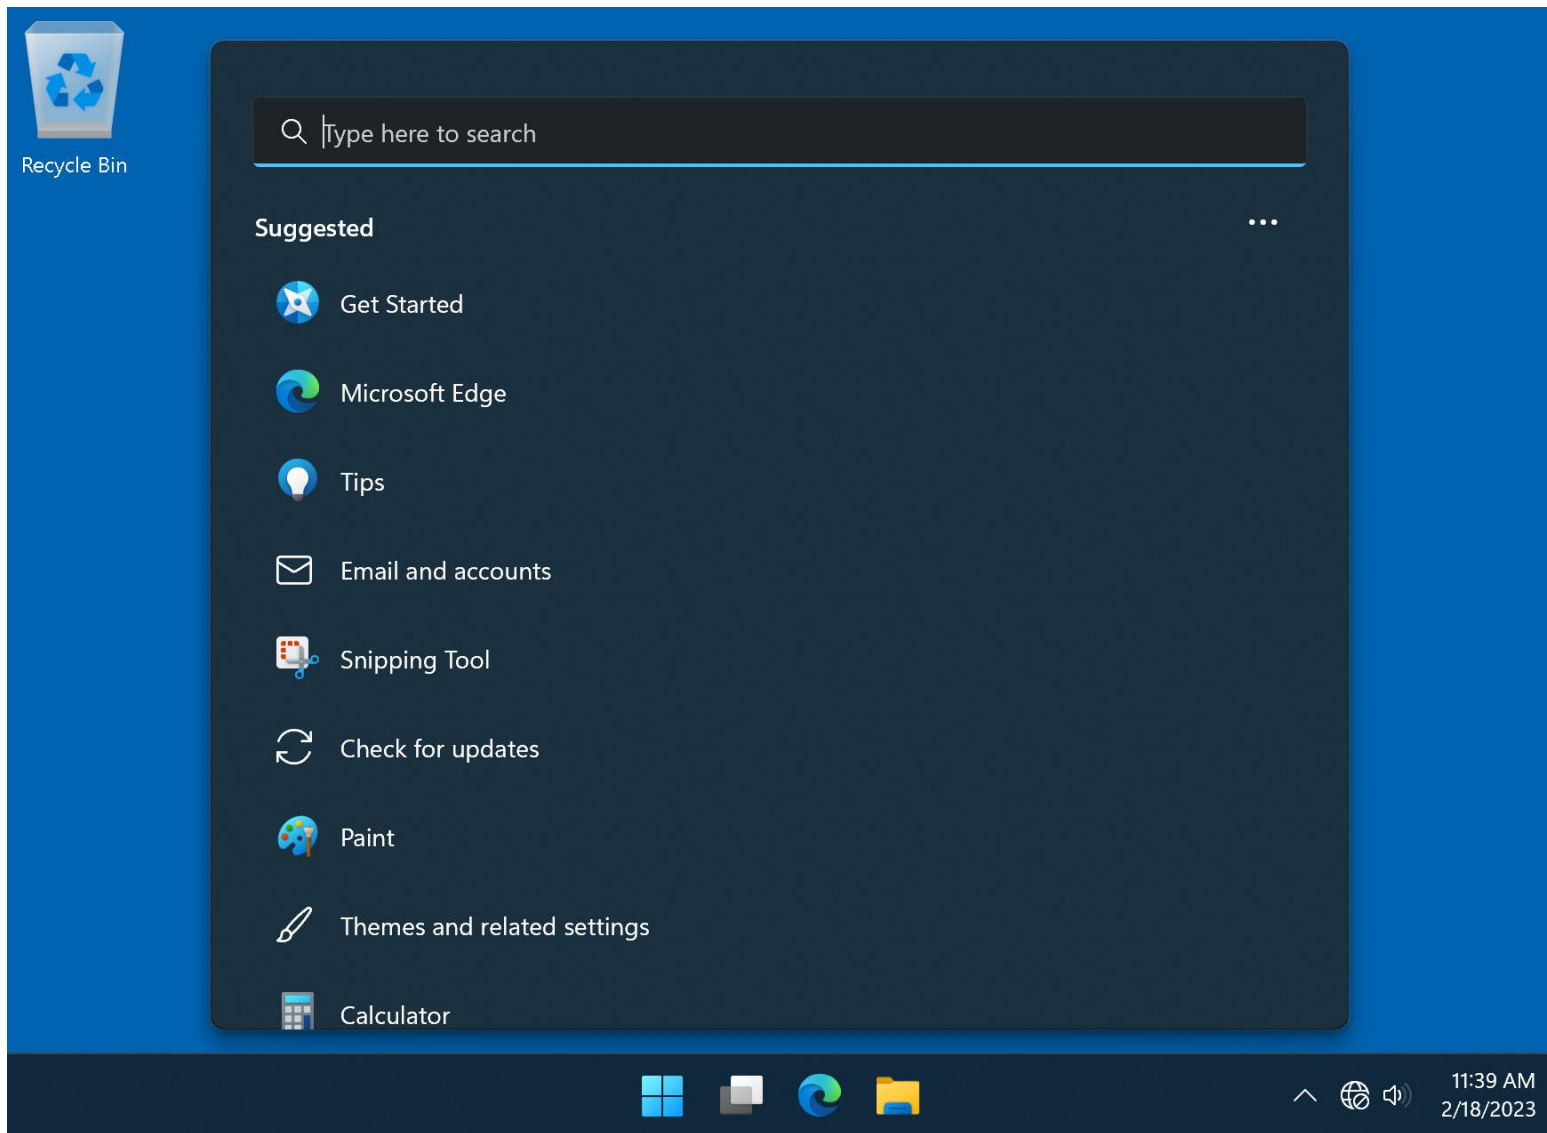 Recycle Bin
Type here to search
Suggested
Get Started
Microsoft Edge
Tips
Email and accounts
Snipping Tool
Check for updates
Paint
Themes and related settings
Calculator
11:39 AM
2/18/2023